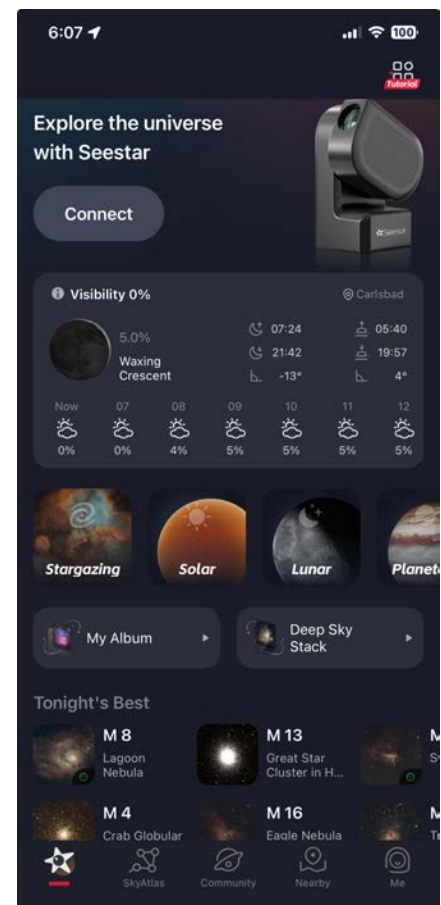 6:07
100
Tutorial
Explore the universe
with Seestar
Connect
Seestar
Visibility 0%
Carlsbad
5.0%
Waxing
Crescent
07:24
21:42
-13°
05:40
19:57
4°
Now 07 08 09 10 11 12
0% 0% 4% 5% 5% 5% 5%
Stargazing Solar Lunar Planet
My Album
Deep Sky
Stack
Tonight's Best
M 8
Lagoon
Nebula
M 13
Great Star
Cluster in H...
M 4
Crab Globular
M 16
Eagle Nebula
SkyAtlas Community Nearby Me